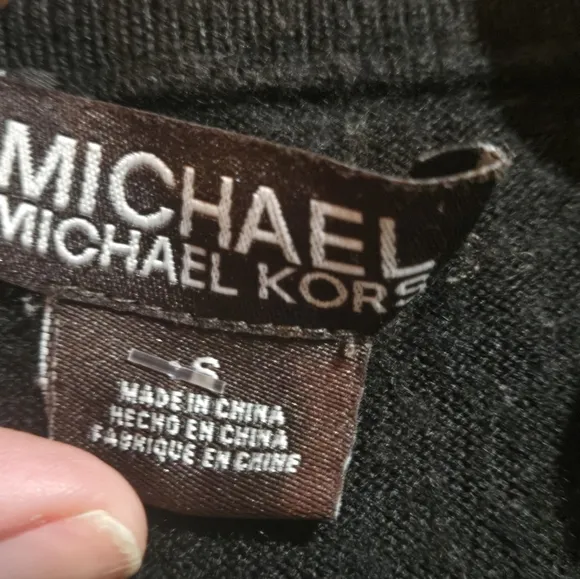 MICHAEL
MICHAEL KORS
S
MADE IN CHINA
HECHO EN CHINA
FABRIQUE EN CHINE